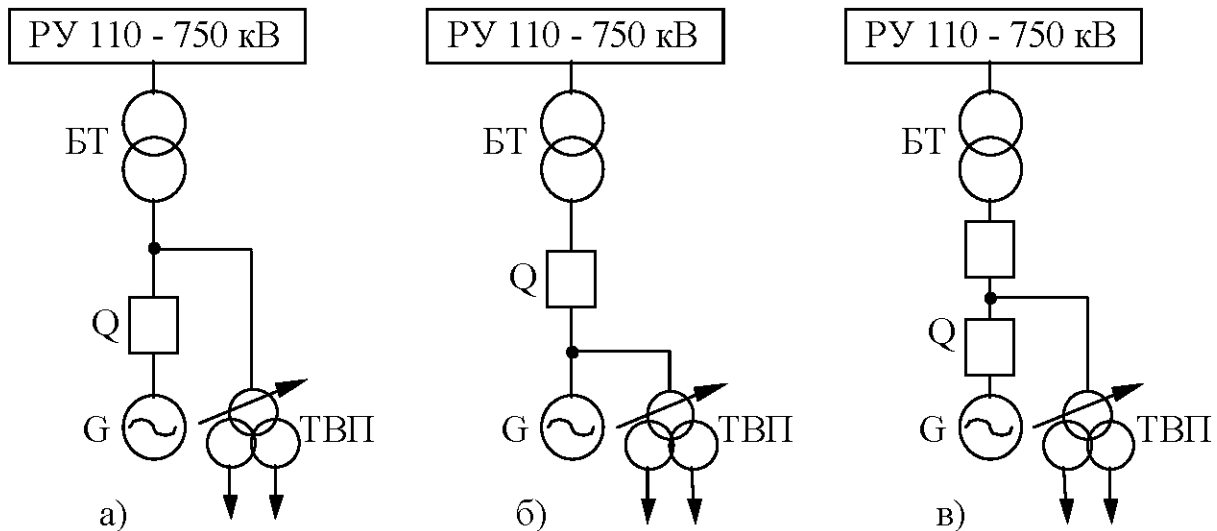 РУ 110 - 750 кВ
БТ
Q
G
ТВП
а)
РУ 110 - 750 кВ
БТ
Q
G
ТВП
б)
РУ 110 - 750 кВ
БТ
Q
G
ТВП
в)